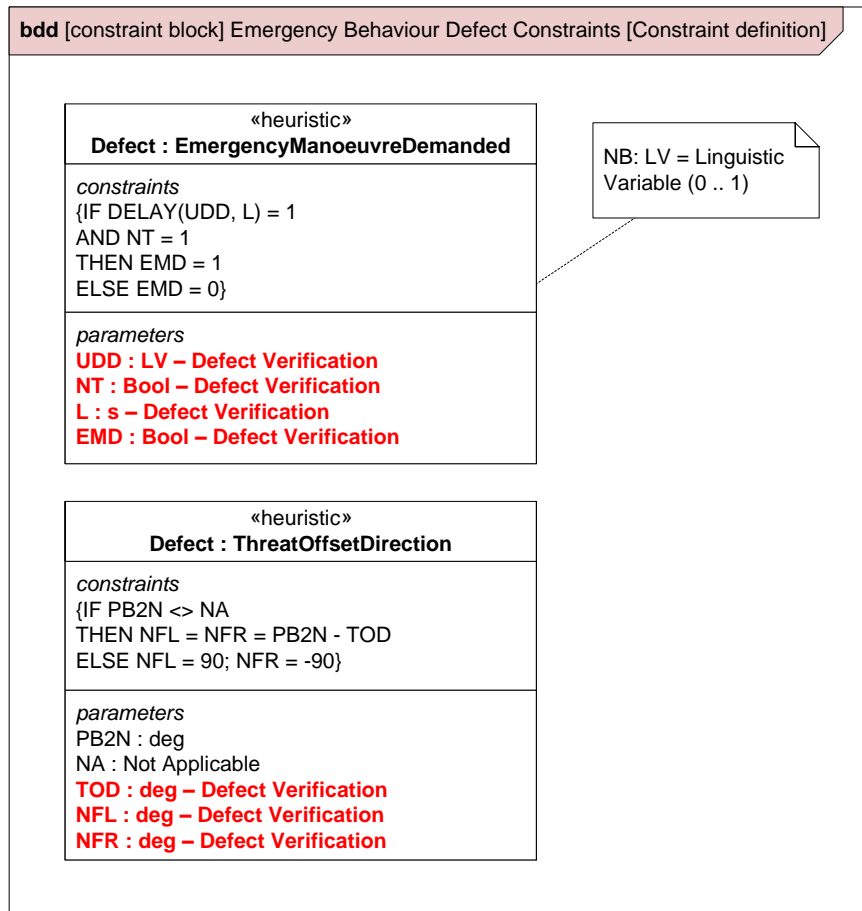 bdd [constraint block] Emergency Behaviour Defect Constraints [Constraint definition]
«heuristic»
Defect : EmergencyManoeuvreDemanded
constraints
{IF DELAY(UDD, L) = 1
AND NT = 1
THEN EMD = 1
ELSE EMD = 0}
parameters
UDD : LV – Defect Verification
NT : Bool – Defect Verification
L : s – Defect Verification
EMD : Bool – Defect Verification
NB: LV = Linguistic
Variable (0 .. 1)
«heuristic»
Defect : ThreatOffsetDirection
constraints
{IF PB2N <> NA
THEN NFL = NFR = PB2N - TOD
ELSE NFL = 90; NFR = -90}
parameters
PB2N : deg
NA : Not Applicable
TOD : deg – Defect Verification
NFL : deg – Defect Verification
NFR : deg – Defect Verification